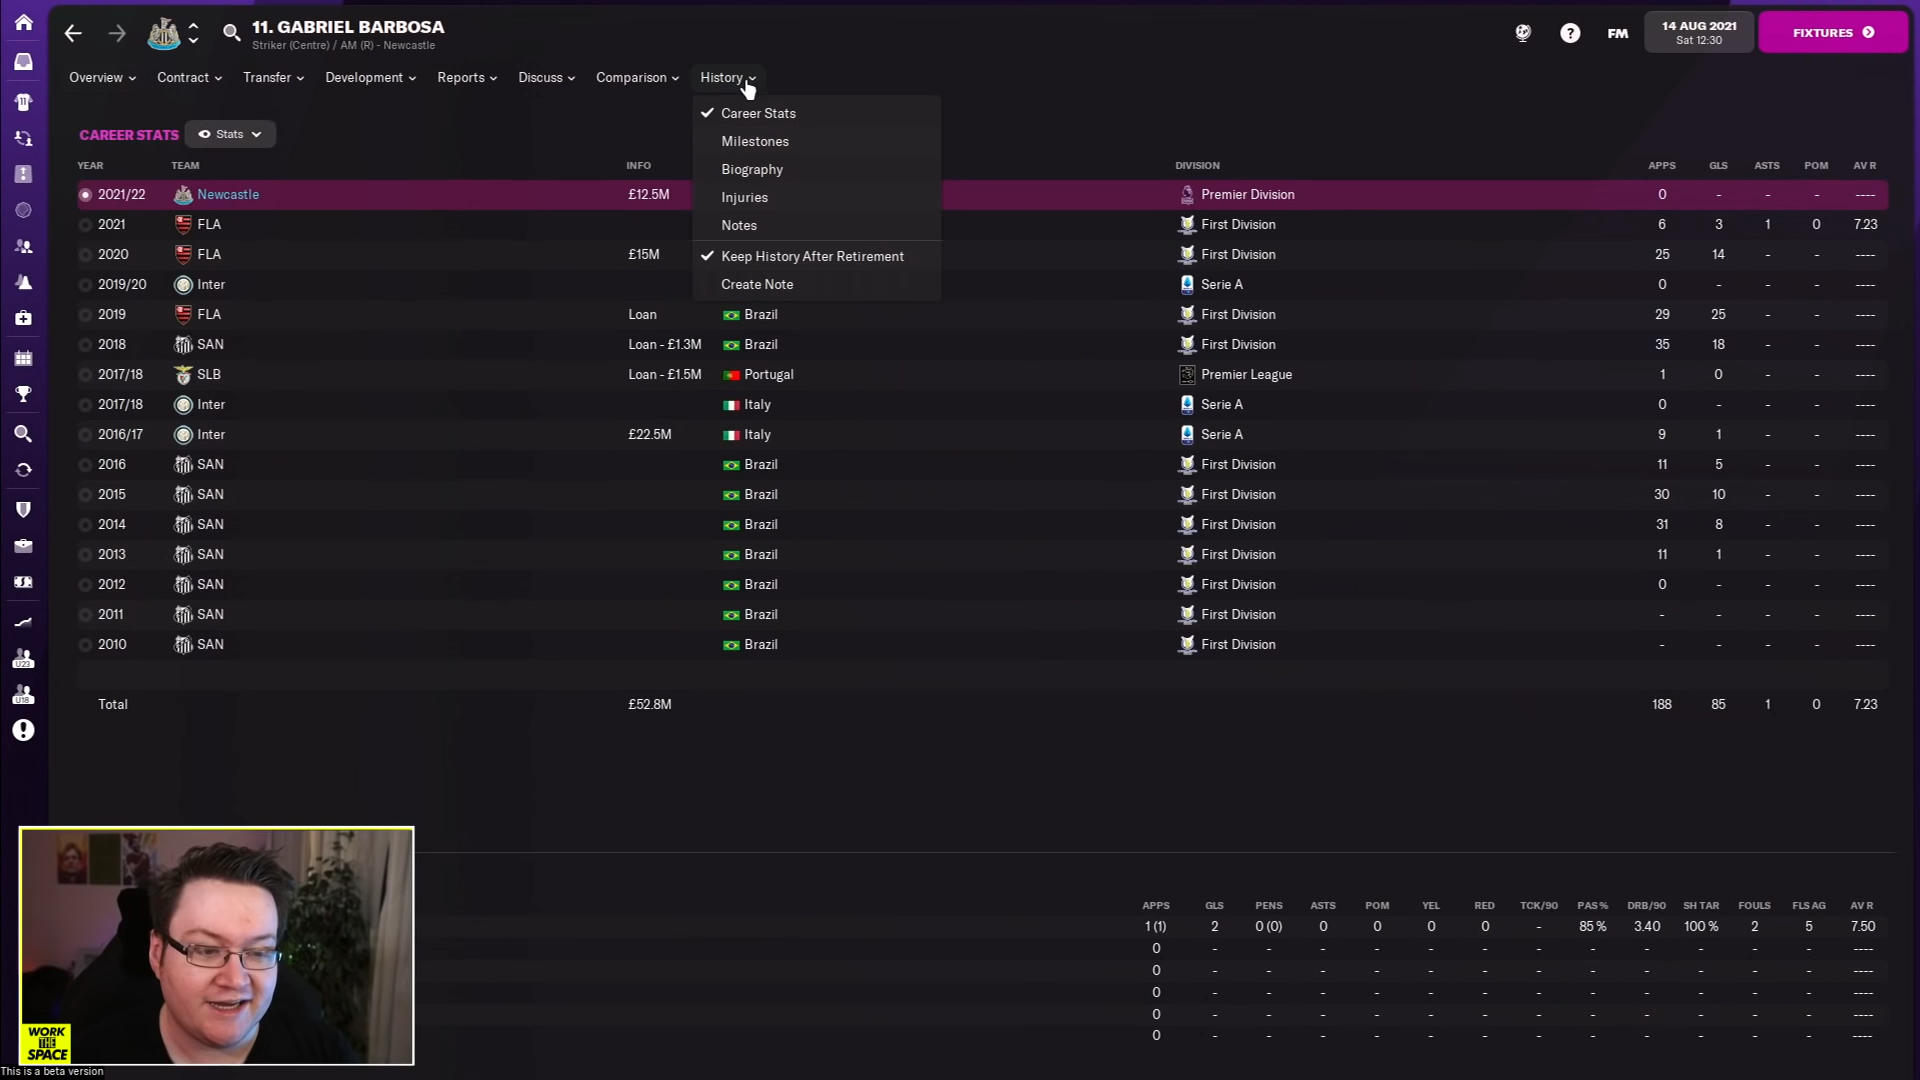 11. GABRIEL BARBOSA
Striker (Centre) / AM (R) - Newcastle
FM
14 AUG 2021
Sat 12:30
FIXTURES
Overview Contract Transfer Development Reports Discuss Comparison History
Career Stats
Milestones
Biography
Injuries
Notes
Keep History After Retirement
Create Note
CAREER STATS Stats
YEAR TEAM INFO DIVISION APPS GLS ASTS POM AV R
2021/22 Newcastle £12.5M Premier Division 0 - - - ----
2021 FLA First Division 6 3 1 0 7.23
2020 FLA £15M First Division 25 14 - - ----
2019/20 Inter Serie A 0 - - - ----
2019 FLA Loan Brazil First Division 29 25 - - ----
2018 SAN Loan - £1.3M Brazil First Division 35 18 - - ----
2017/18 SLB Loan - £1.5M Portugal Premier League 1 0 - - ----
2017/18 Inter Italy Serie A 0 - - - ----
2016/17 Inter £22.5M Italy Serie A 9 1 - - ----
2016 SAN Brazil First Division 11 5 - - ----
2015 SAN Brazil First Division 30 10 - - ----
2014 SAN Brazil First Division 31 8 - - ----
2013 SAN Brazil First Division 11 1 - - ----
2012 SAN Brazil First Division 0 - - - ----
2011 SAN Brazil First Division - - - - ----
2010 SAN Brazil First Division - - - - ----
Total £52.8M 188 85 1 0 7.23
APPS GLS PENS ASTS POM YEL RED TCK/90 PAS % DRB/90 SH TAR FOULS FLS AG AV R
1 (1) 2 0 (0) 0 0 0 0 - 85 % 3.40 100 % 2 5 7.50
0 - - - - - - - - - - - - ----
0 - - - - - - - - - - - - ----
0 - - - - - - - - - - - - ----
0 - - - - - - - - - - - - ----
0 - - - - - - - - - - - - ----
U23
U18
WORK
THE
SPACE
This is a beta version